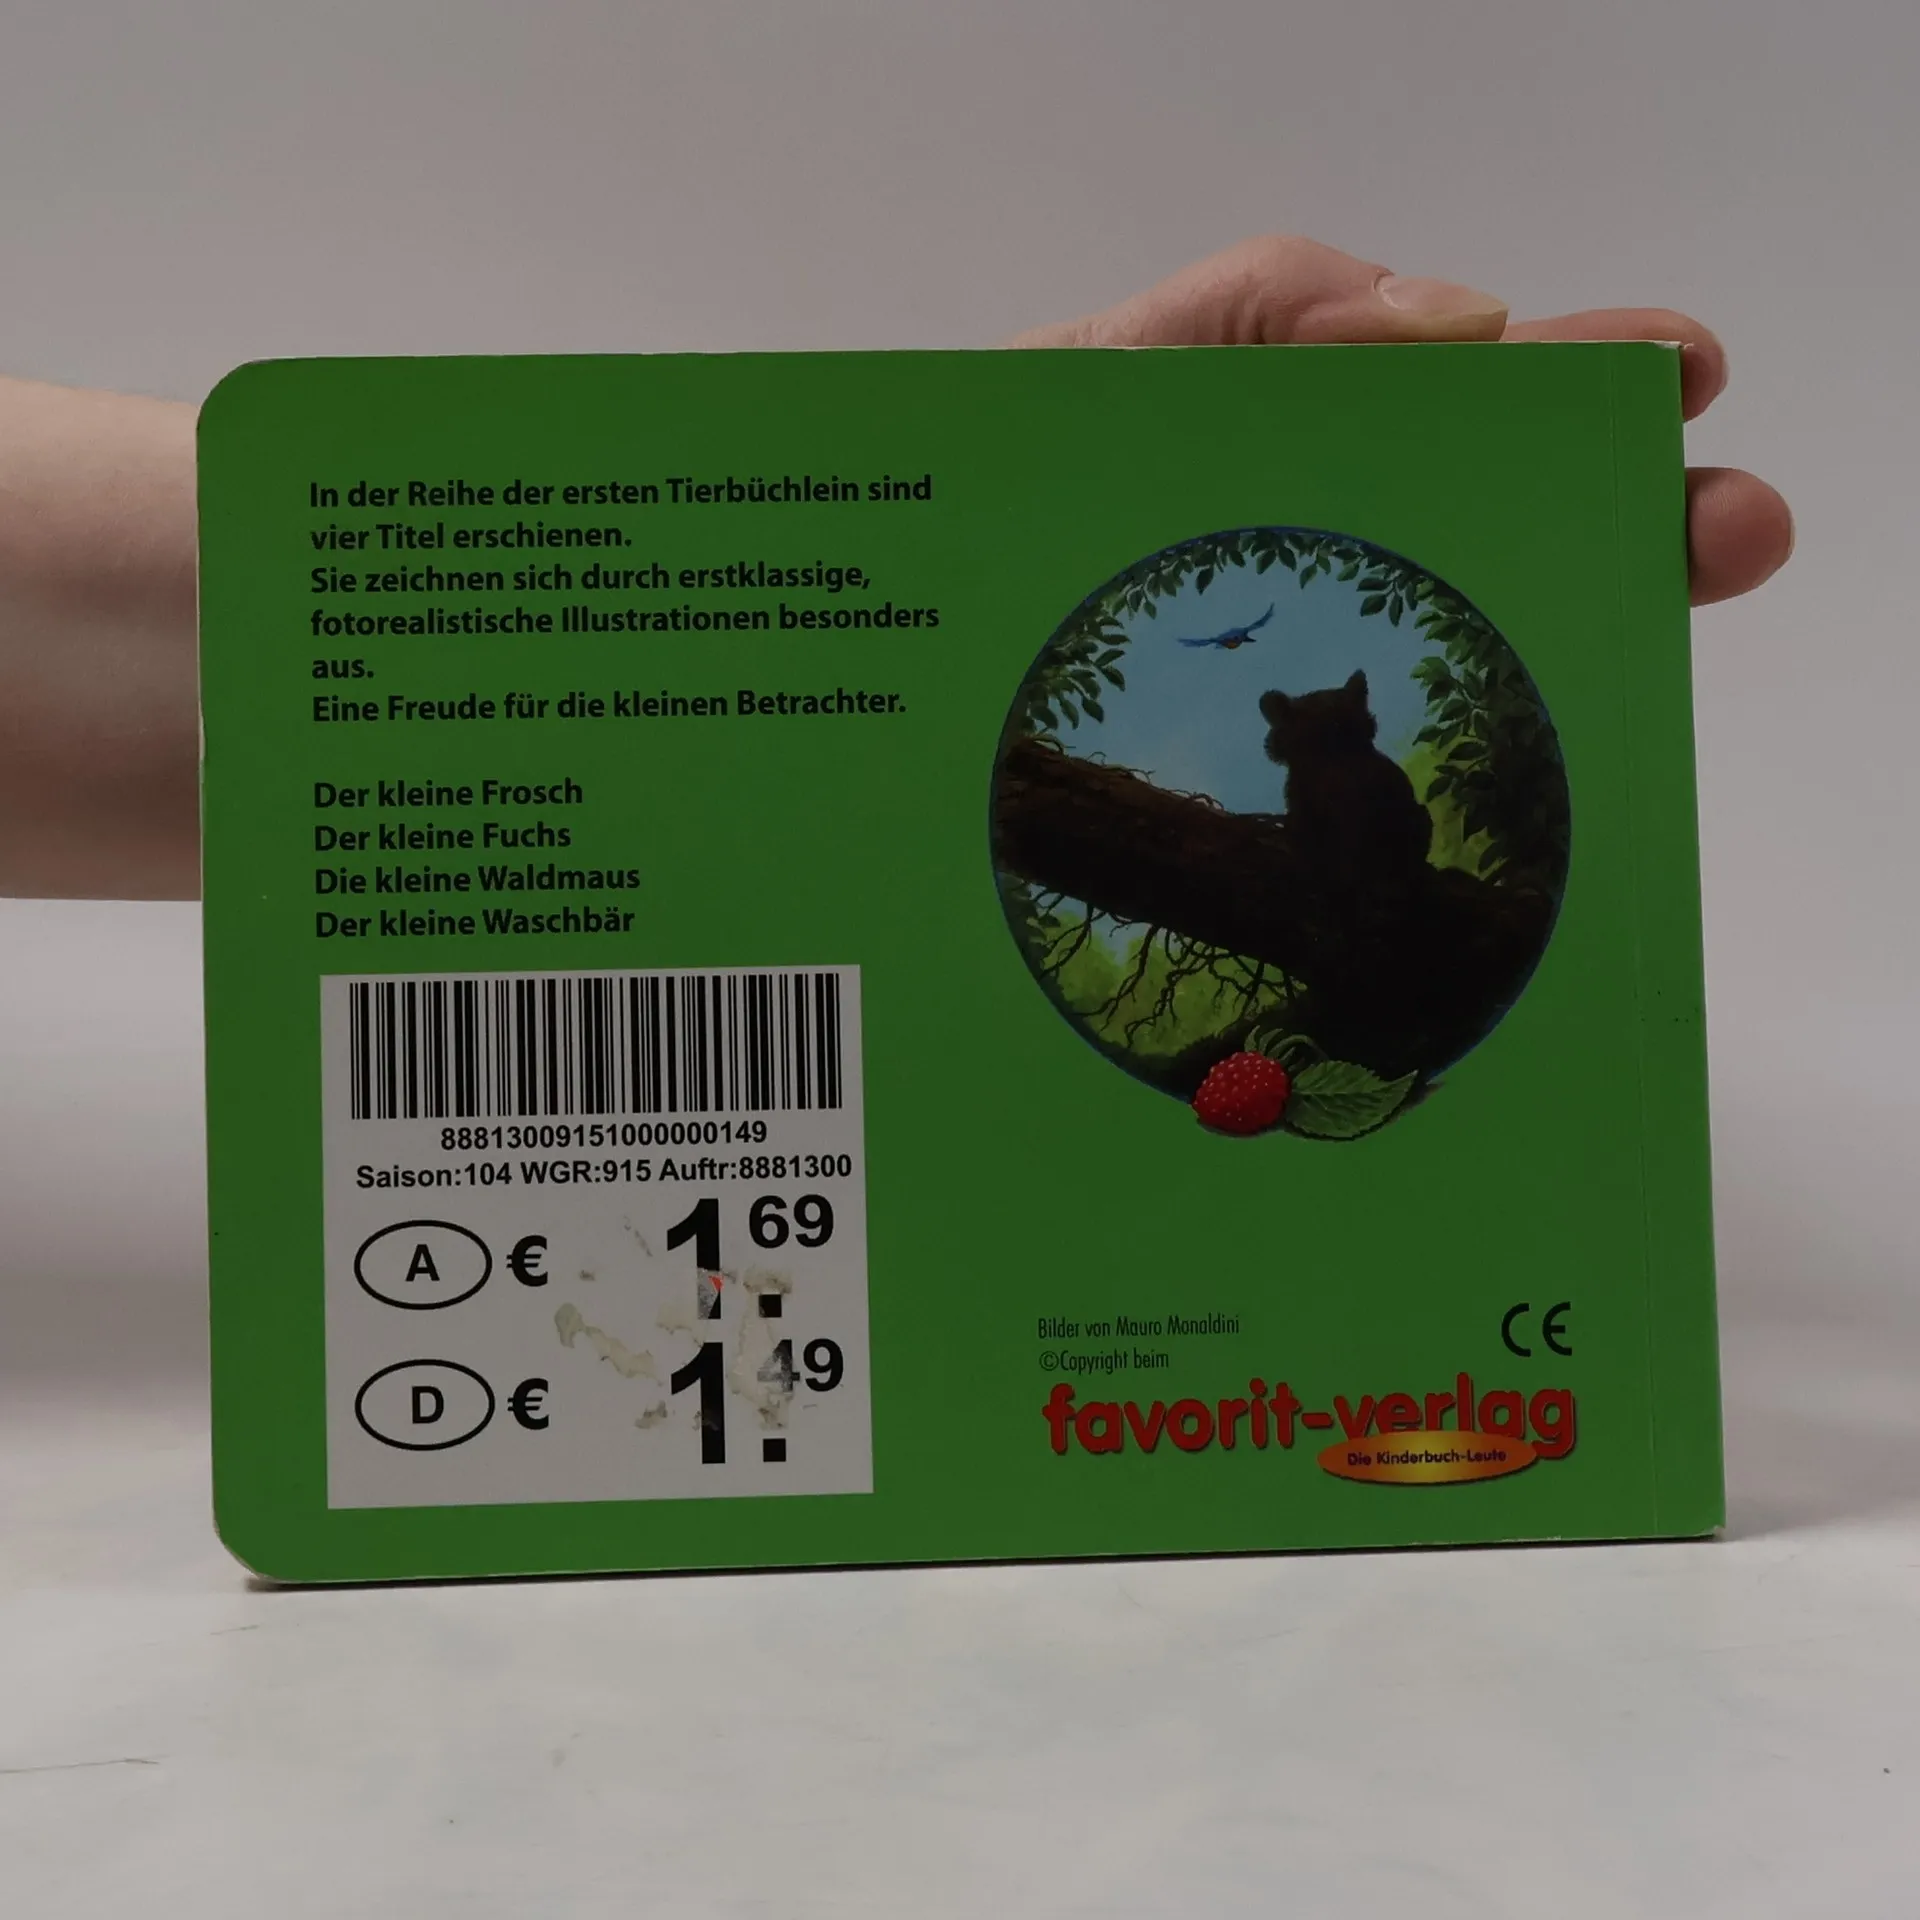 In der Reihe der ersten Tierbüchlein sind
vier Titel erschienen.
Sie zeichnen sich durch erstklassige,
fotorealistische Illustrationen besonders
aus.
Eine Freude für die kleinen Betrachter.
Der kleine Frosch
Der kleine Fuchs
Die kleine Waldmaus
Der kleine Waschbär
88813009151000000149
Saison:104 WGR:915 Auftr:8881300
A € 1.69
D € 1.49
Bilder von Mauro Monaldini
©Copyright beim
CE
favorit-verlag
Die Kinderbuch-Leute